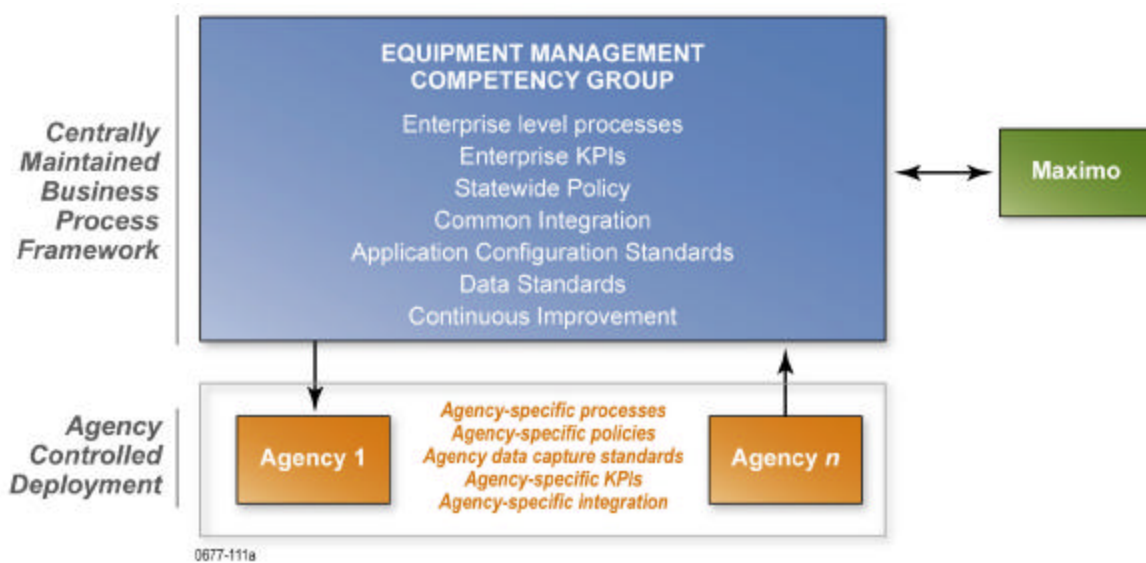 EQUIPMENT MANAGEMENT
COMPETENCY GROUP
Enterprise level processes
Enterprise KPIs
Statewide Policy
Common Integration
Application Configuration Standards
Data Standards
Continuous Improvement
Centrally
Maintained
Business
Process
Framework
Maximo
Agency
Controlled
Deployment
Agency 1
Agency-specific processes
Agency-specific policies
Agency data capture standards
Agency-specific KPIs
Agency-specific integration
Agency n
0677-111a